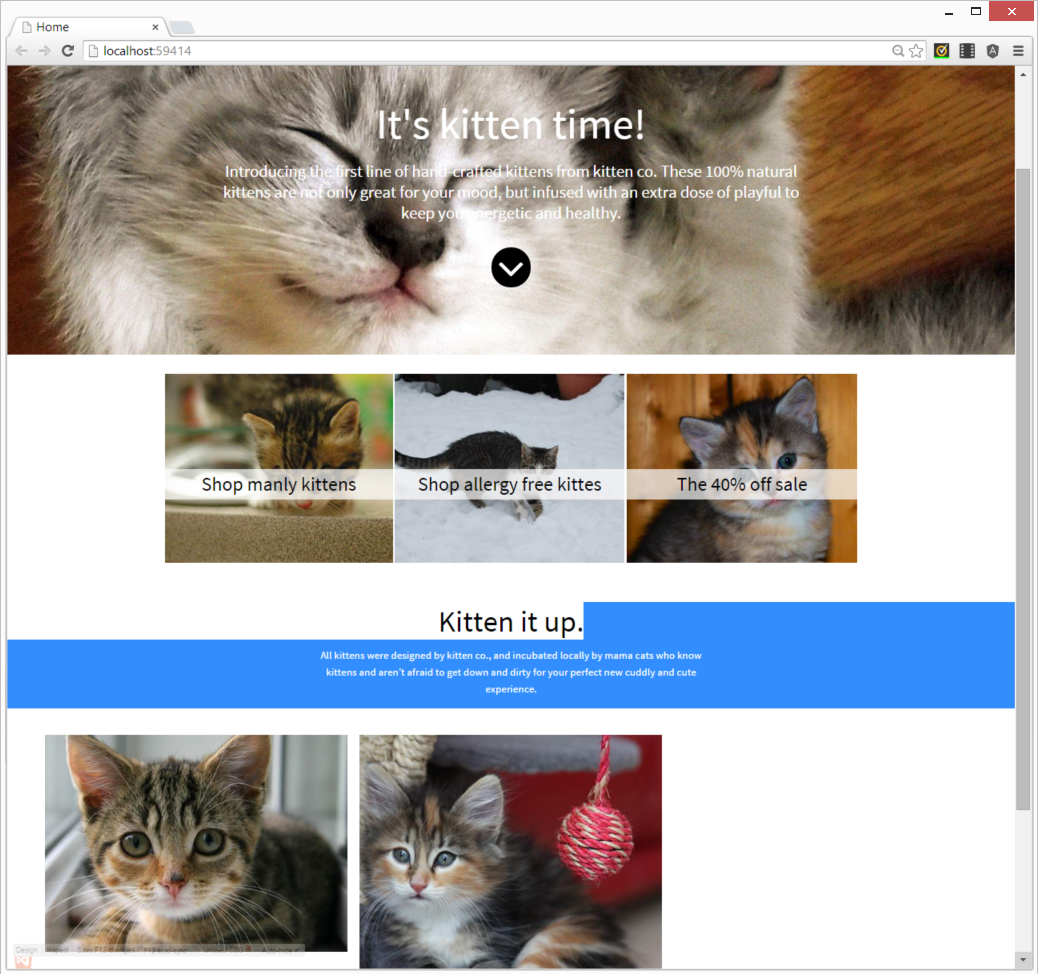 Home
localhost:59414
It's kitten time!
Introducing the first line of hand-crafted kittens from kitten co. These 100% natural
kittens are not only great for your mood, but infused with an extra dose of playful to
keep you energetic and healthy.
Shop manly kittens
Shop allergy free kittes
The 40% off sale
Kitten it up.
All kittens were designed by kitten co., and incubated locally by mama cats who know
kittens and aren't afraid to get down and dirty for your perfect new cuddly and cute
experience.
Design